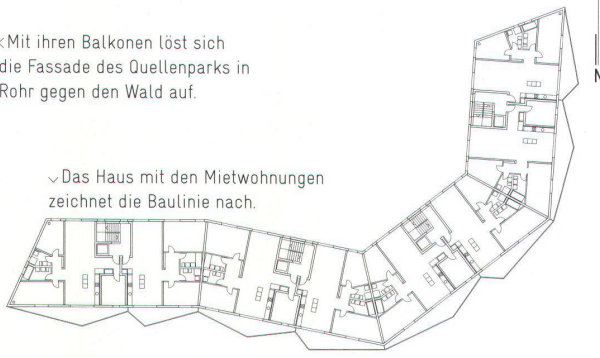 <Mit ihren Balkonen löst sich
die Fassade des Quellenparks in
Rohr gegen den Wald auf.
⌵Das Haus mit den Mietwohnungen
zeichnet die Baulinie nach.